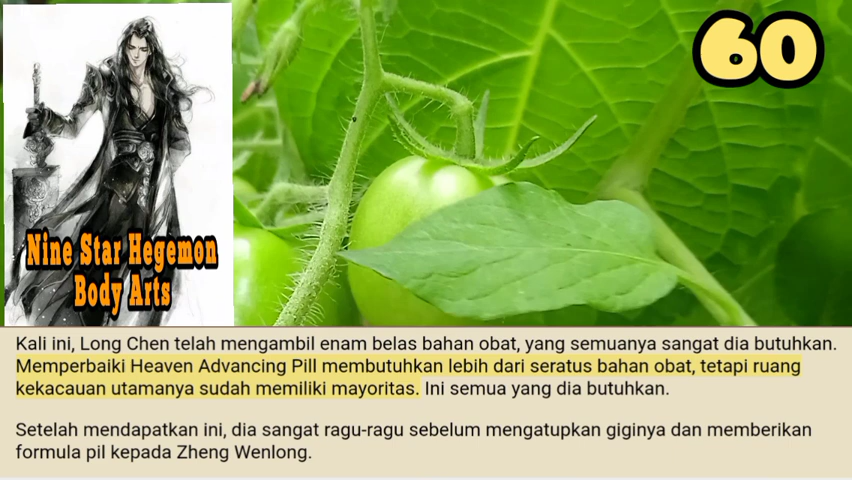 60
Nine Star Hegemon
Body Arts
Kali ini, Long Chen telah mengambil enam belas bahan obat, yang semuanya sangat dia butuhkan.
Memperbaiki Heaven Advancing Pill membutuhkan lebih dari seratus bahan obat, tetapi ruang
kekacauan utamanya sudah memiliki mayoritas. Ini semua yang dia butuhkan.
Setelah mendapatkan ini, dia sangat ragu-ragu sebelum mengatupkan giginya dan memberikan
formula pil kepada Zheng Wenlong.